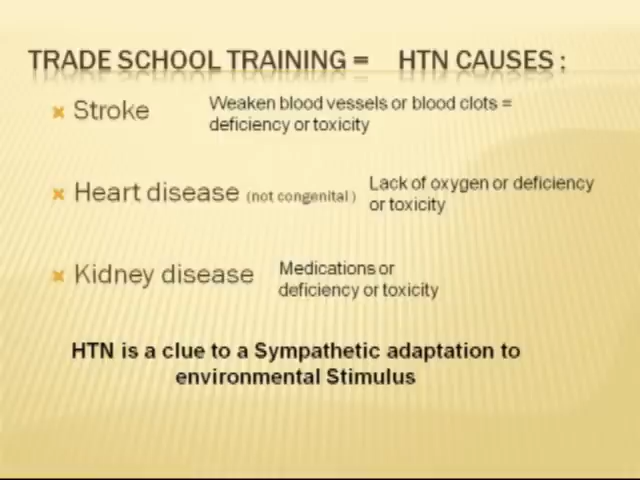 TRADE SCHOOL TRAINING = HTN CAUSES :
Stroke Weaken blood vessels or blood clots =
deficiency or toxicity
Heart disease (not congenital ) Lack of oxygen or deficiency
or toxicity
Kidney disease Medications or
deficiency or toxicity
HTN is a clue to a Sympathetic adaptation to
environmental Stimulus